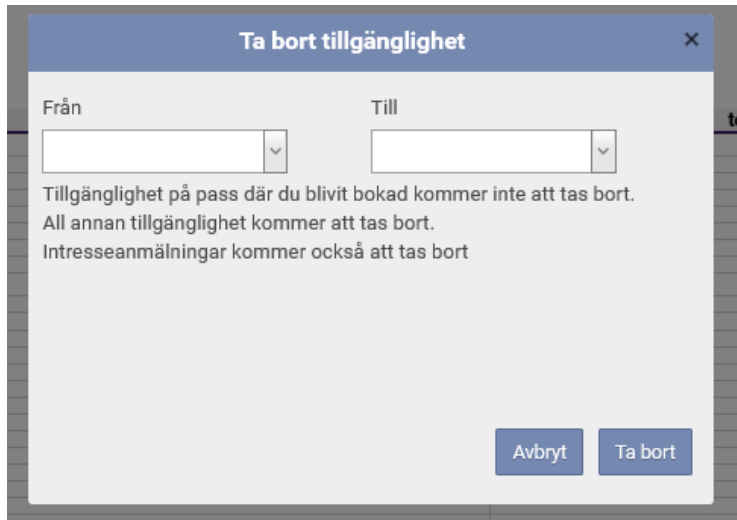 Ta bort tillgänglighet ×
Från Till
Tillgänglighet på pass där du blivit bokad kommer inte att tas bort.
All annan tillgänglighet kommer att tas bort.
Intresseanmälningar kommer också att tas bort
Avbryt Ta bort